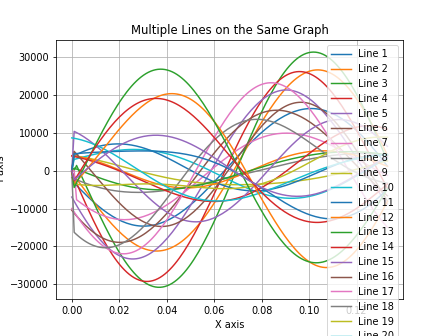 Multiple Lines on the Same Graph
30000
20000
10000
0
−10000
−20000
−30000
0.00 0.02 0.04 0.06 0.08 0.10
X axis
Line 1
Line 2
Line 3
Line 4
Line 5
Line 6
Line 7
Line 8
Line 9
Line 10
Line 11
Line 12
Line 13
Line 14
Line 15
Line 16
Line 17
Line 18
Line 19
Line 20